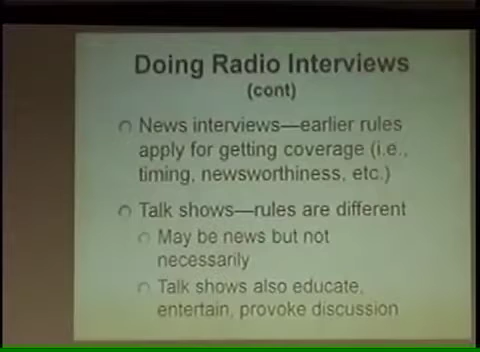 Doing Radio Interviews
(cont)
News interviews—earlier rules
apply for getting coverage (i.e.,
timing, newsworthiness, etc.)
Talk shows—rules are different
May be news but not
necessarily
Talk shows also educate,
entertain, provoke discussion